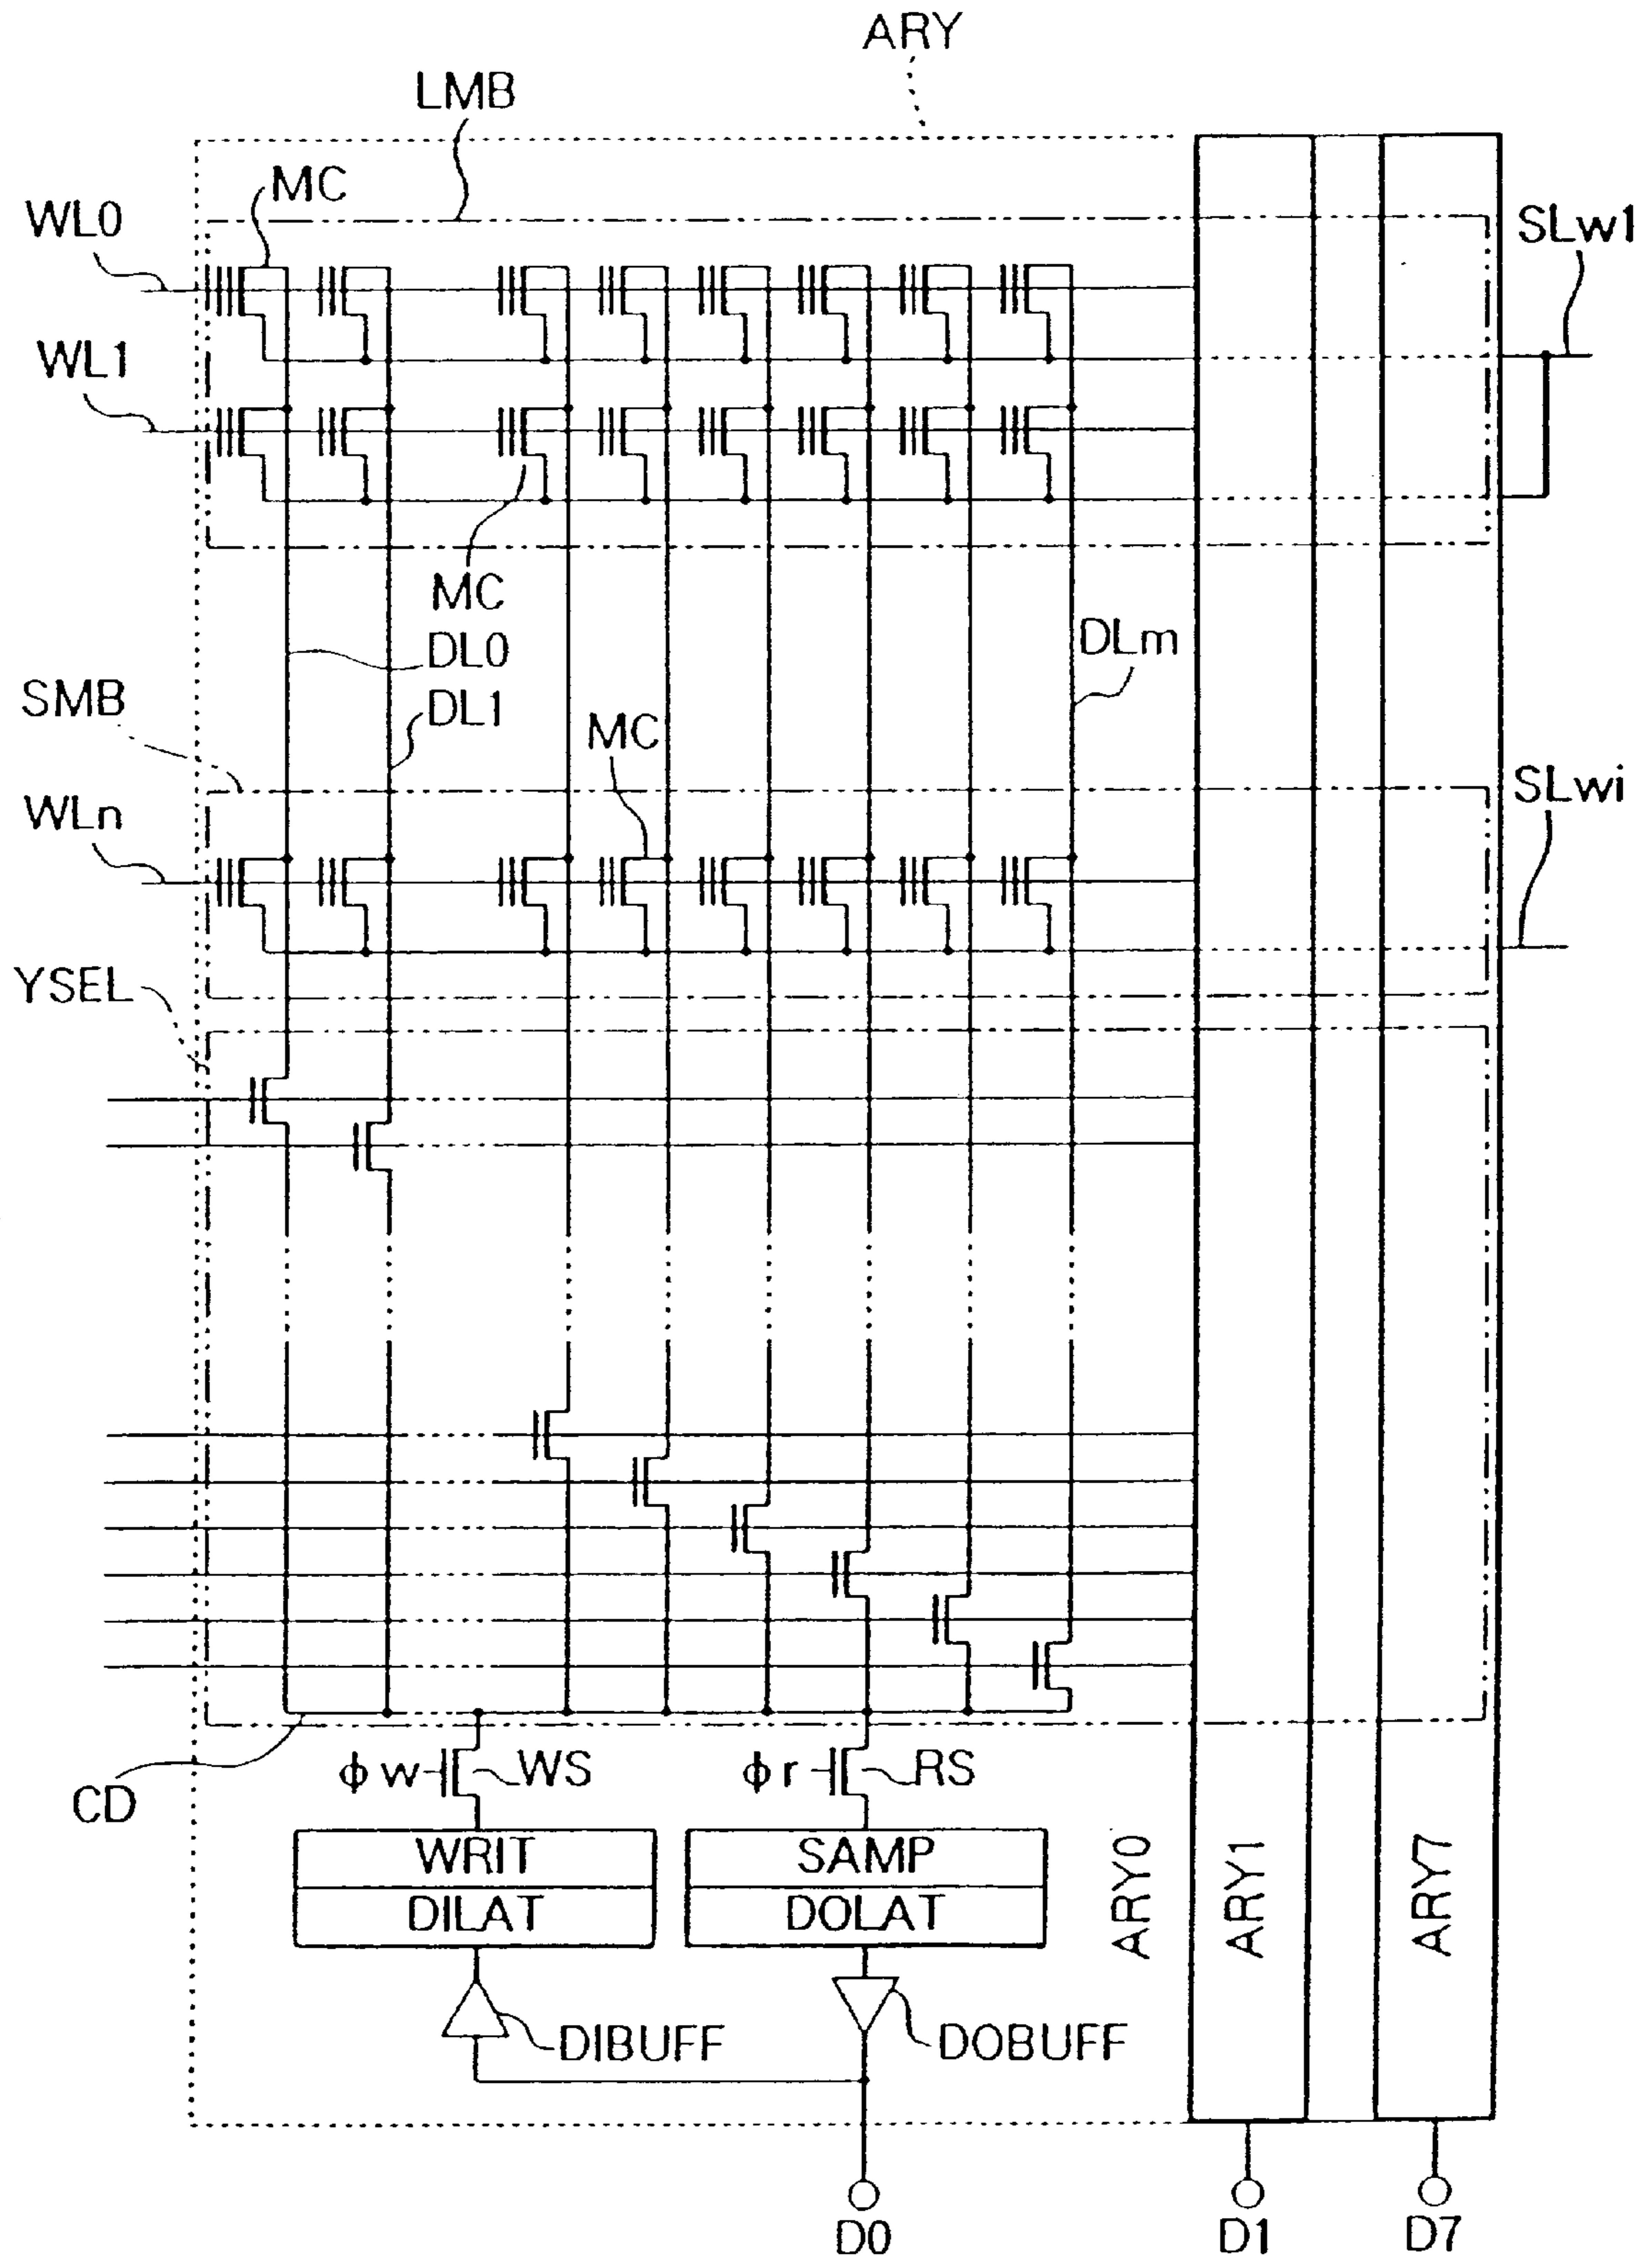 ARY
LMB
MC
WL0
SLw1
WL1
MC
DL0
DLm
SMB
DL1
MC
SLwi
WLn
YSEL
CD
ϕw
WS
ϕr
RS
WRIT
SAMP
DILAT
DOLAT
ARY0
ARY1
ARY7
DIBUFF
DOBUFF
D0
D1
D7